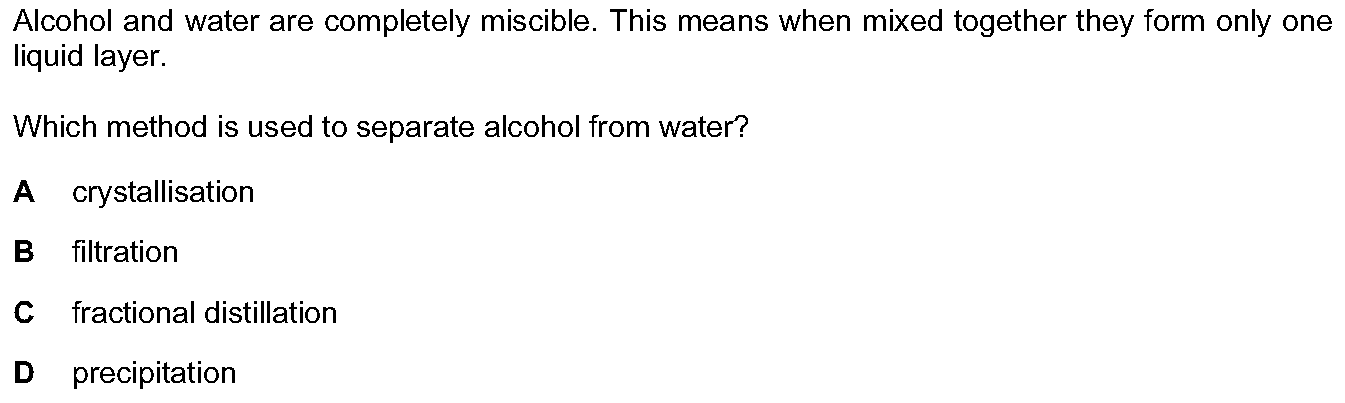 Alcohol and water are completely miscible. This means when mixed together they form only one
liquid layer.
Which method is used to separate alcohol from water?
A crystallisation
B filtration
C fractional distillation
D precipitation